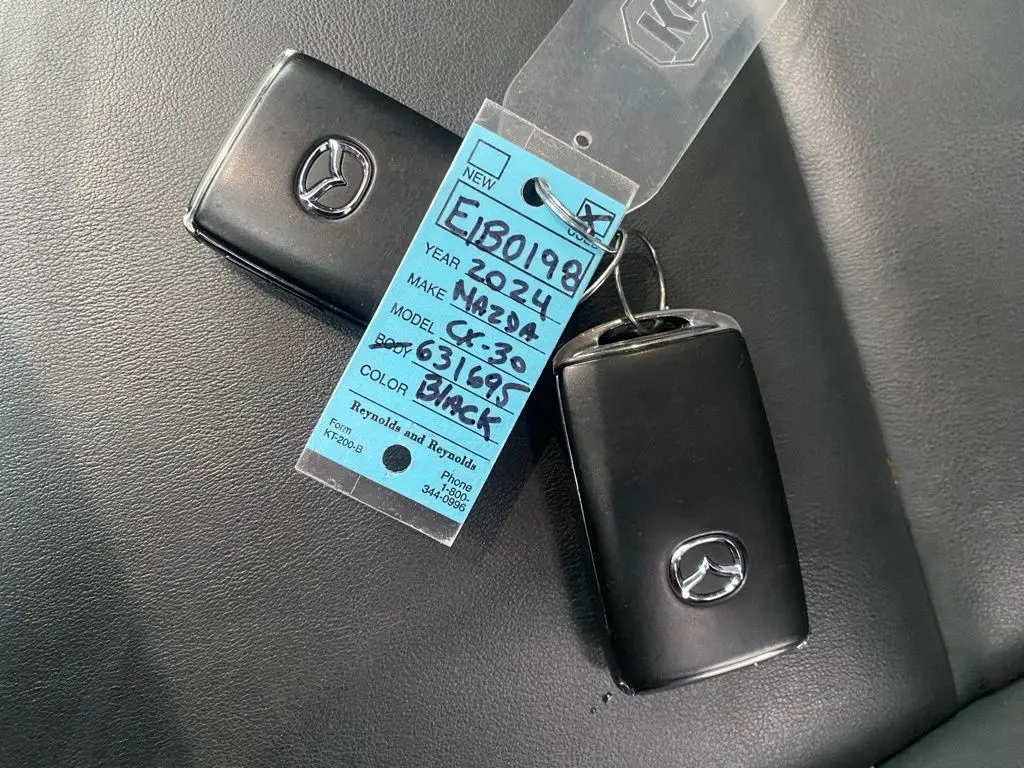 NEW
X
USED
E1B0198
YEAR 2024
MAKE MAZDA
MODEL CX-30
BODY 631695
COLOR BLACK
Reynolds and Reynolds
Form
KT-200-B
Phone
1-800-
344-0996